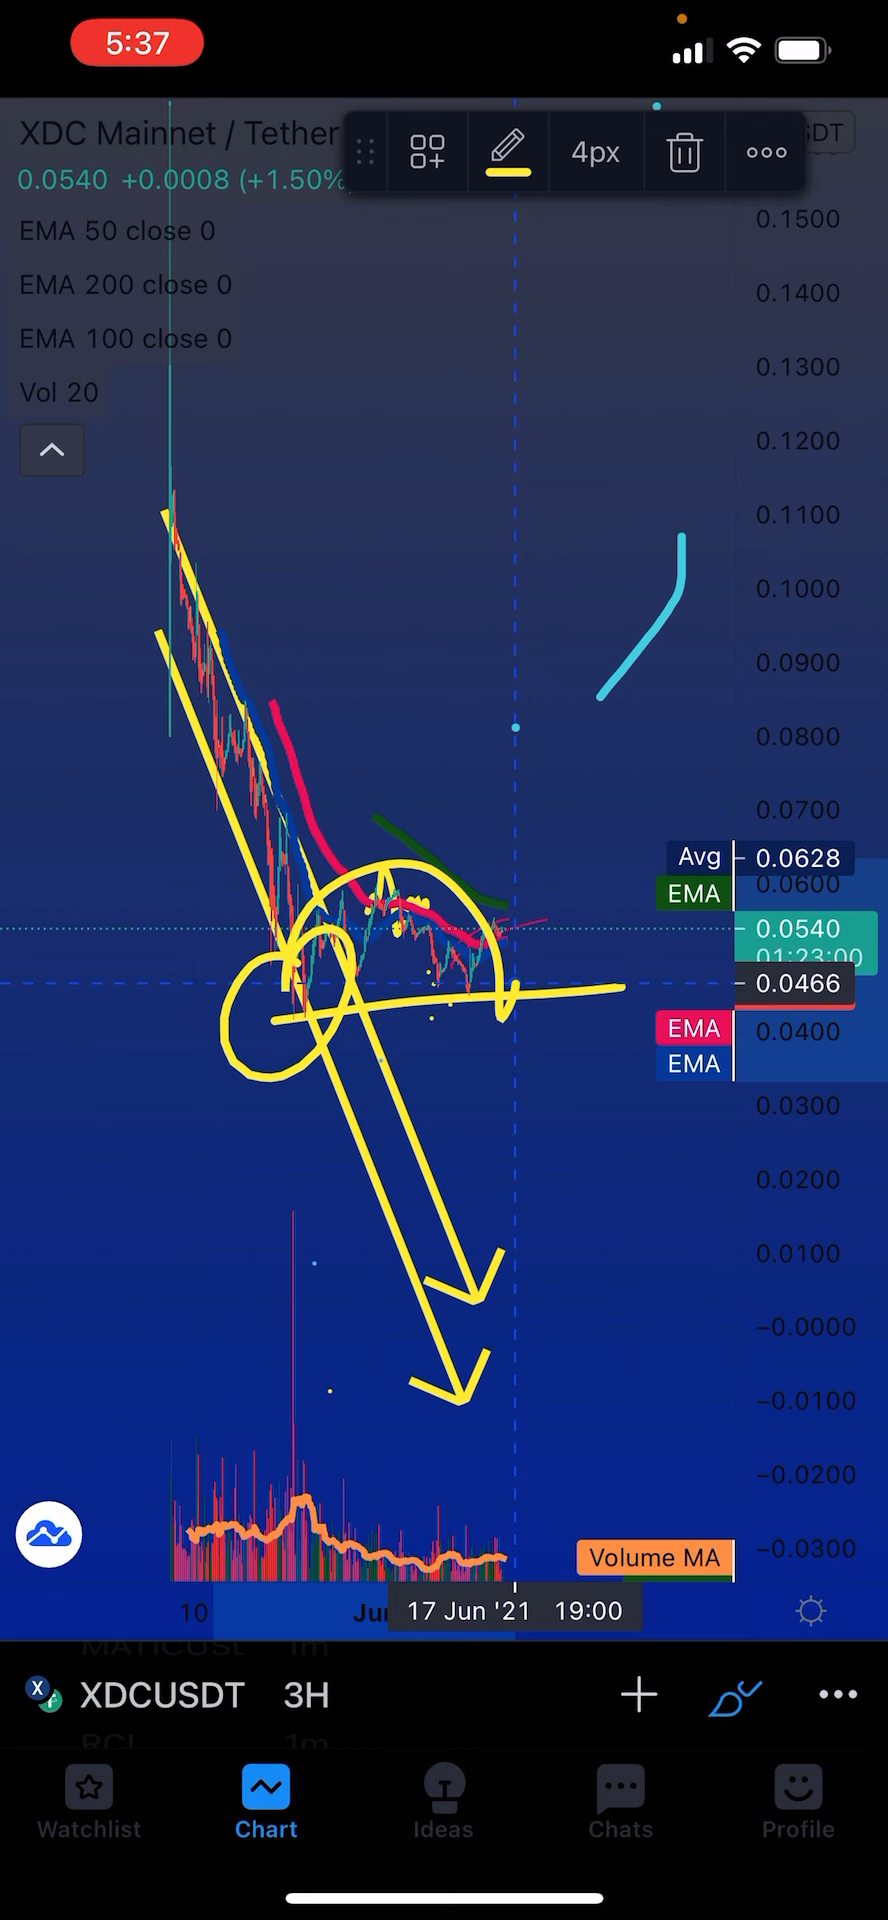 5:37
XDC Mainnet / Tether
4px
0.0540 +0.0008 (+1.50%
EMA 50 close 0
EMA 200 close 0
EMA 100 close 0
Vol 20
0.1500
0.1400
0.1300
0.1200
0.1100
0.1000
0.0900
0.0800
0.0700
Avg 0.0628
0.0600
EMA
0.0540
01:23:00
0.0466
EMA 0.0400
EMA
0.0300
0.0200
0.0100
−0.0000
−0.0100
−0.0200
Volume MA −0.0300
10 17 Jun '21 19:00
XDCUSDT 3H
Watchlist Chart Ideas Chats Profile